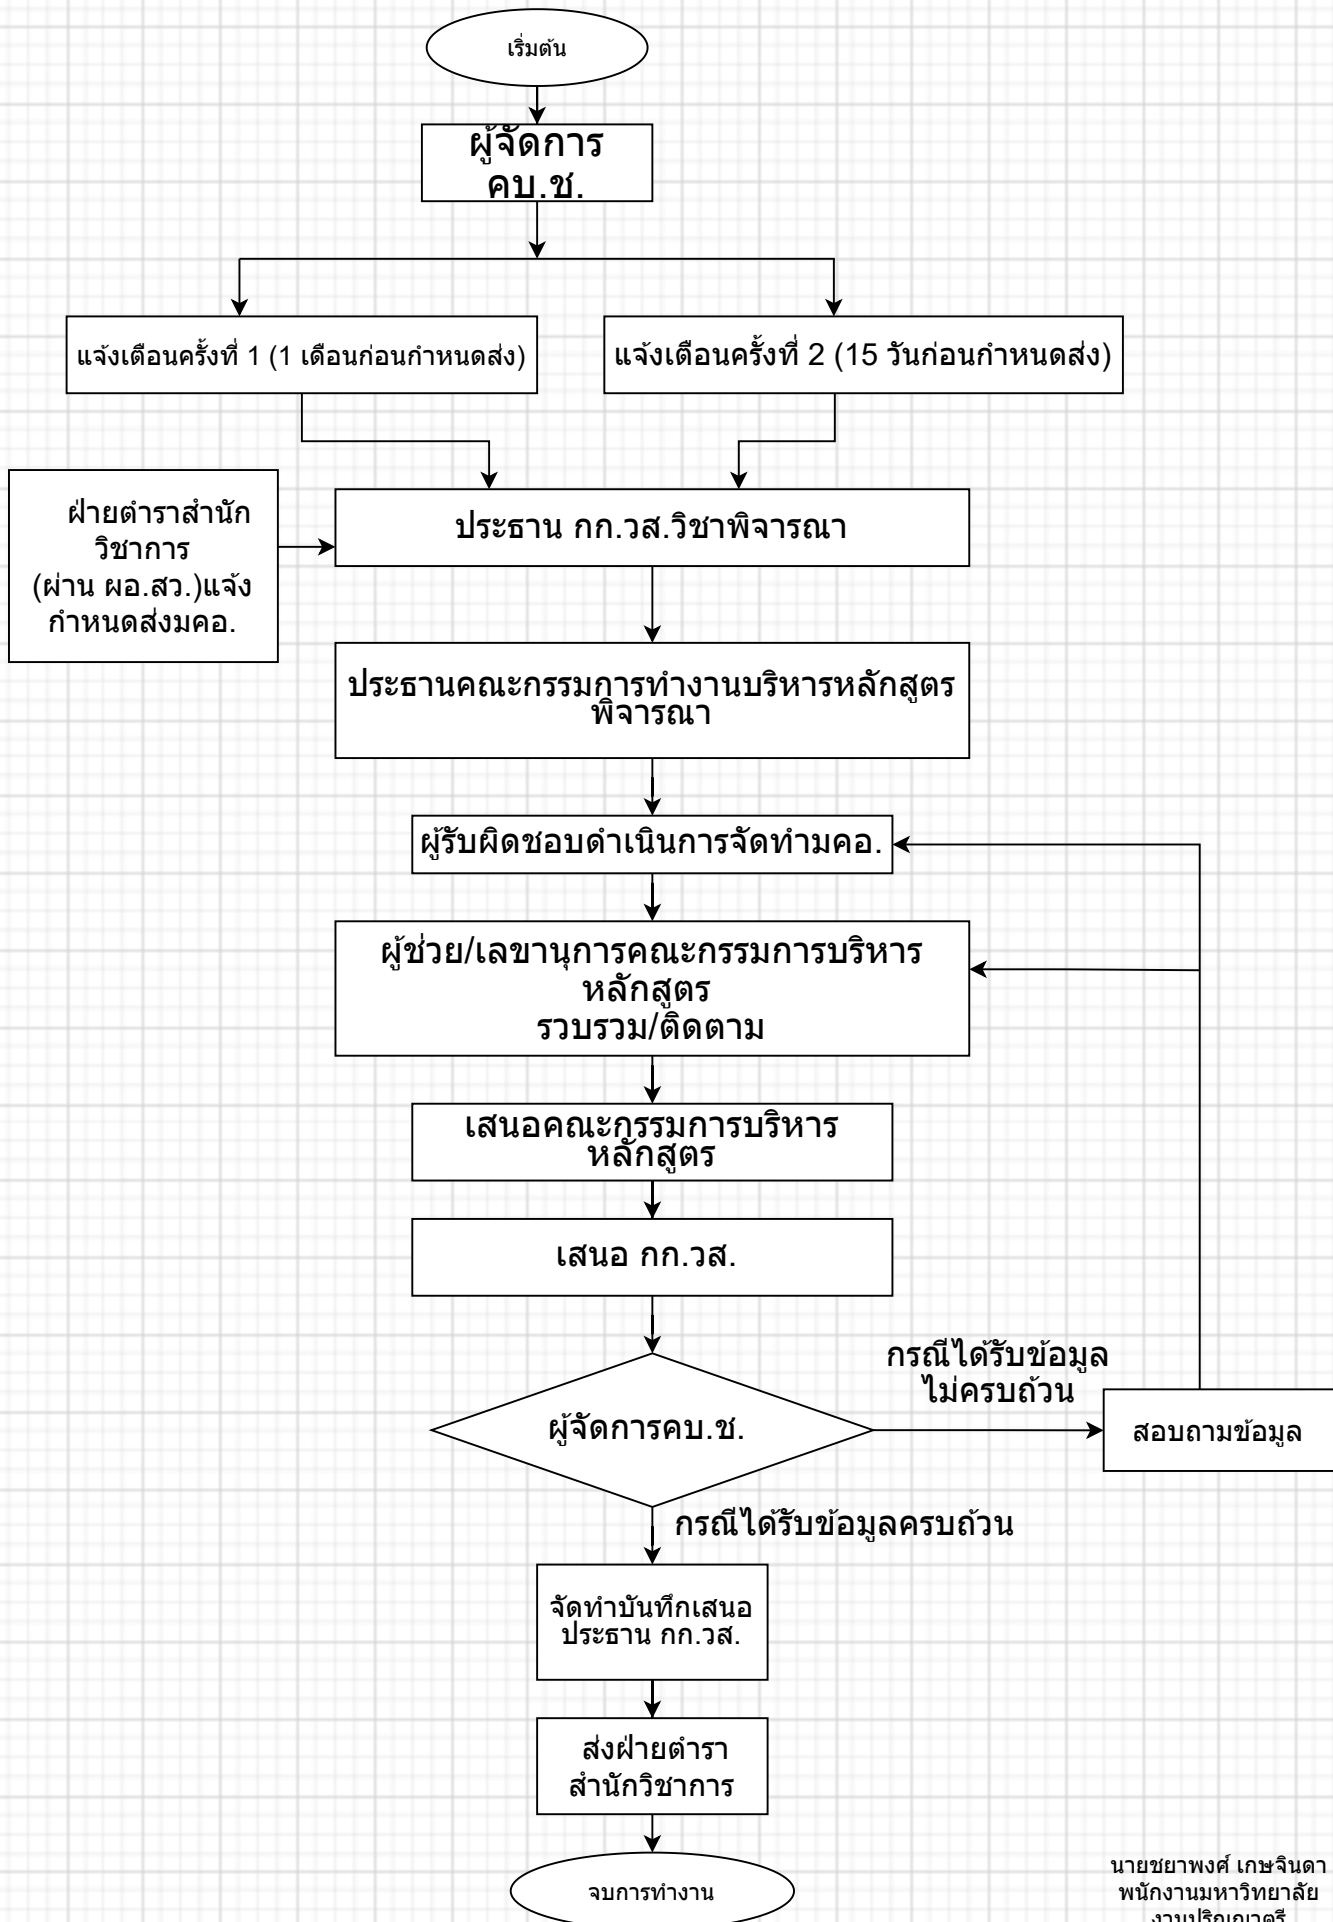 เริ่มต้น
ผู้จัดการ
คบ.ช.
แจ้งเตือนครั้งที่ 1 (1 เดือนก่อนกำหนดส่ง)
แจ้งเตือนครั้งที่ 2 (15 วันก่อนกำหนดส่ง)
ฝ่ายตำราสำนัก
วิชาการ
(ผ่าน ผอ.สว.)แจ้ง
กำหนดส่งมคอ.
ประธาน กก.วส.วิชาพิจารณา
ประธานคณะกรรมการทำงานบริหารหลักสูตร
พิจารณา
ผู้รับผิดชอบดำเนินการจัดทำมคอ.
ผู้ช่วย/เลขานุการคณะกรรมการบริหาร
หลักสูตร
รวบรวม/ติดตาม
เสนอคณะกรรมการบริหาร
หลักสูตร
เสนอ กก.วส.
กรณีได้รับข้อมูล
ไม่ครบถ้วน
ผู้จัดการคบ.ช.
สอบถามข้อมูล
กรณีได้รับข้อมูลครบถ้วน
จัดทำบันทึกเสนอ
ประธาน กก.วส.
ส่งฝ่ายตำรา
สำนักวิชาการ
จบการทำงาน
นายชยาพงศ์ เกษจินดา
พนักงานมหาวิทยาลัย
งานปริญญาตรี